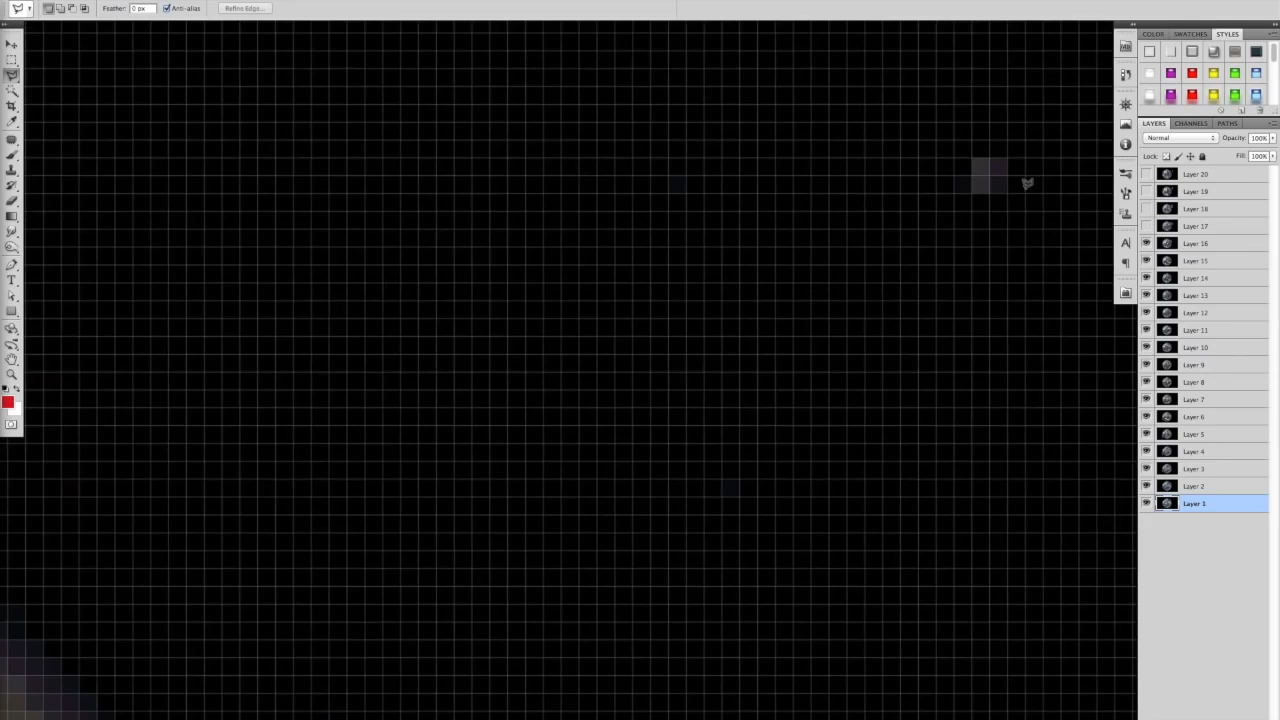 Feather: 0 px Anti-alias Refine Edge...
COLOR SWATCHES STYLES
LAYERS CHANNELS PATHS
Normal Opacity: 100%
Lock: Fill: 100%
Layer 20
Layer 19
Layer 18
Layer 17
Layer 16
Layer 15
Layer 14
Layer 13
Layer 12
Layer 11
Layer 10
Layer 9
Layer 8
Layer 7
Layer 6
Layer 5
Layer 4
Layer 3
Layer 2
Layer 1